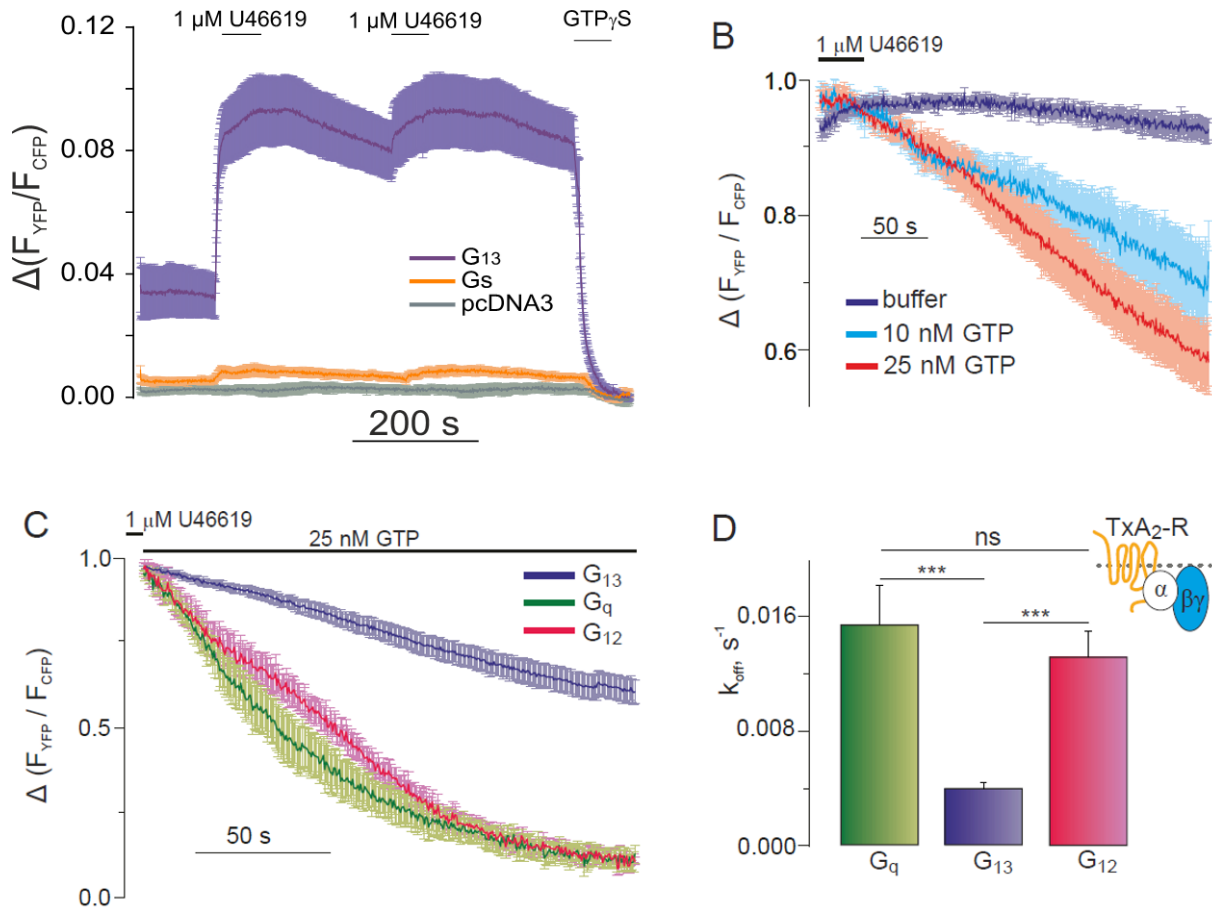 1 µM U46619 1 µM U46619 GTPγS
0.12
0.08
0.04
0.00
Δ(F_YFP/F_CFP)
G₁₃
Gs
pcDNA3
200 s
B
1 µM U46619
1.0
0.8
0.6
Δ (F_YFP / F_CFP)
50 s
buffer
10 nM GTP
25 nM GTP
C
1 µM U46619
25 nM GTP
1.0
0.5
0.0
Δ (F_YFP / F_CFP)
G₁₃
G_q
G₁₂
50 s
D
TxA₂-R
α
βγ
ns
***
***
0.016
0.008
0.000
k_off, s⁻¹
G_q G₁₃ G₁₂